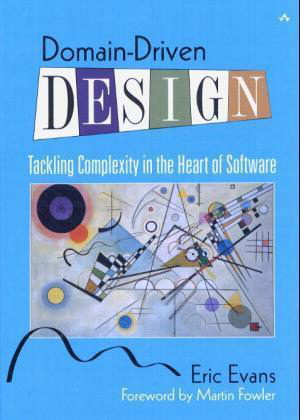 Domain-Driven
DESIGN
Tackling Complexity in the Heart of Software
Eric Evans
Foreword by Martin Fowler